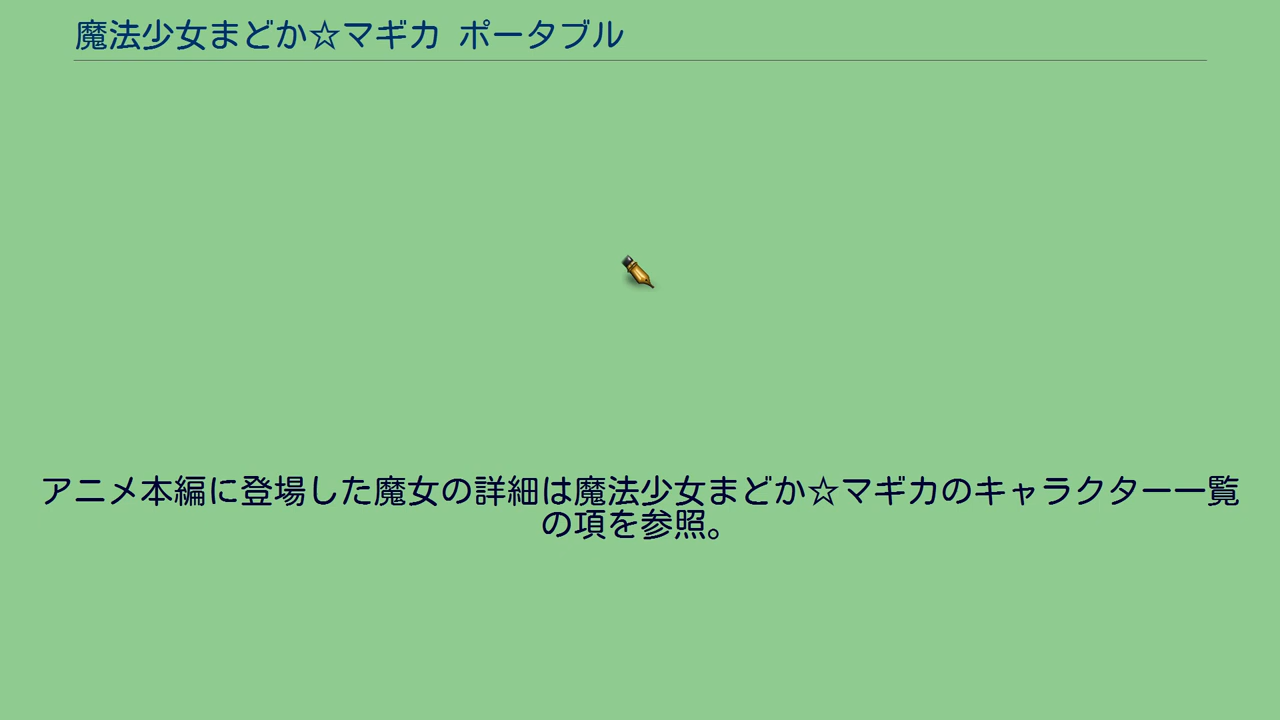 魔法少女まどか☆マギカ ポータブル
アニメ本編に登場した魔女の詳細は魔法少女まどか☆マギカのキャラクター一覧
の項を参照。